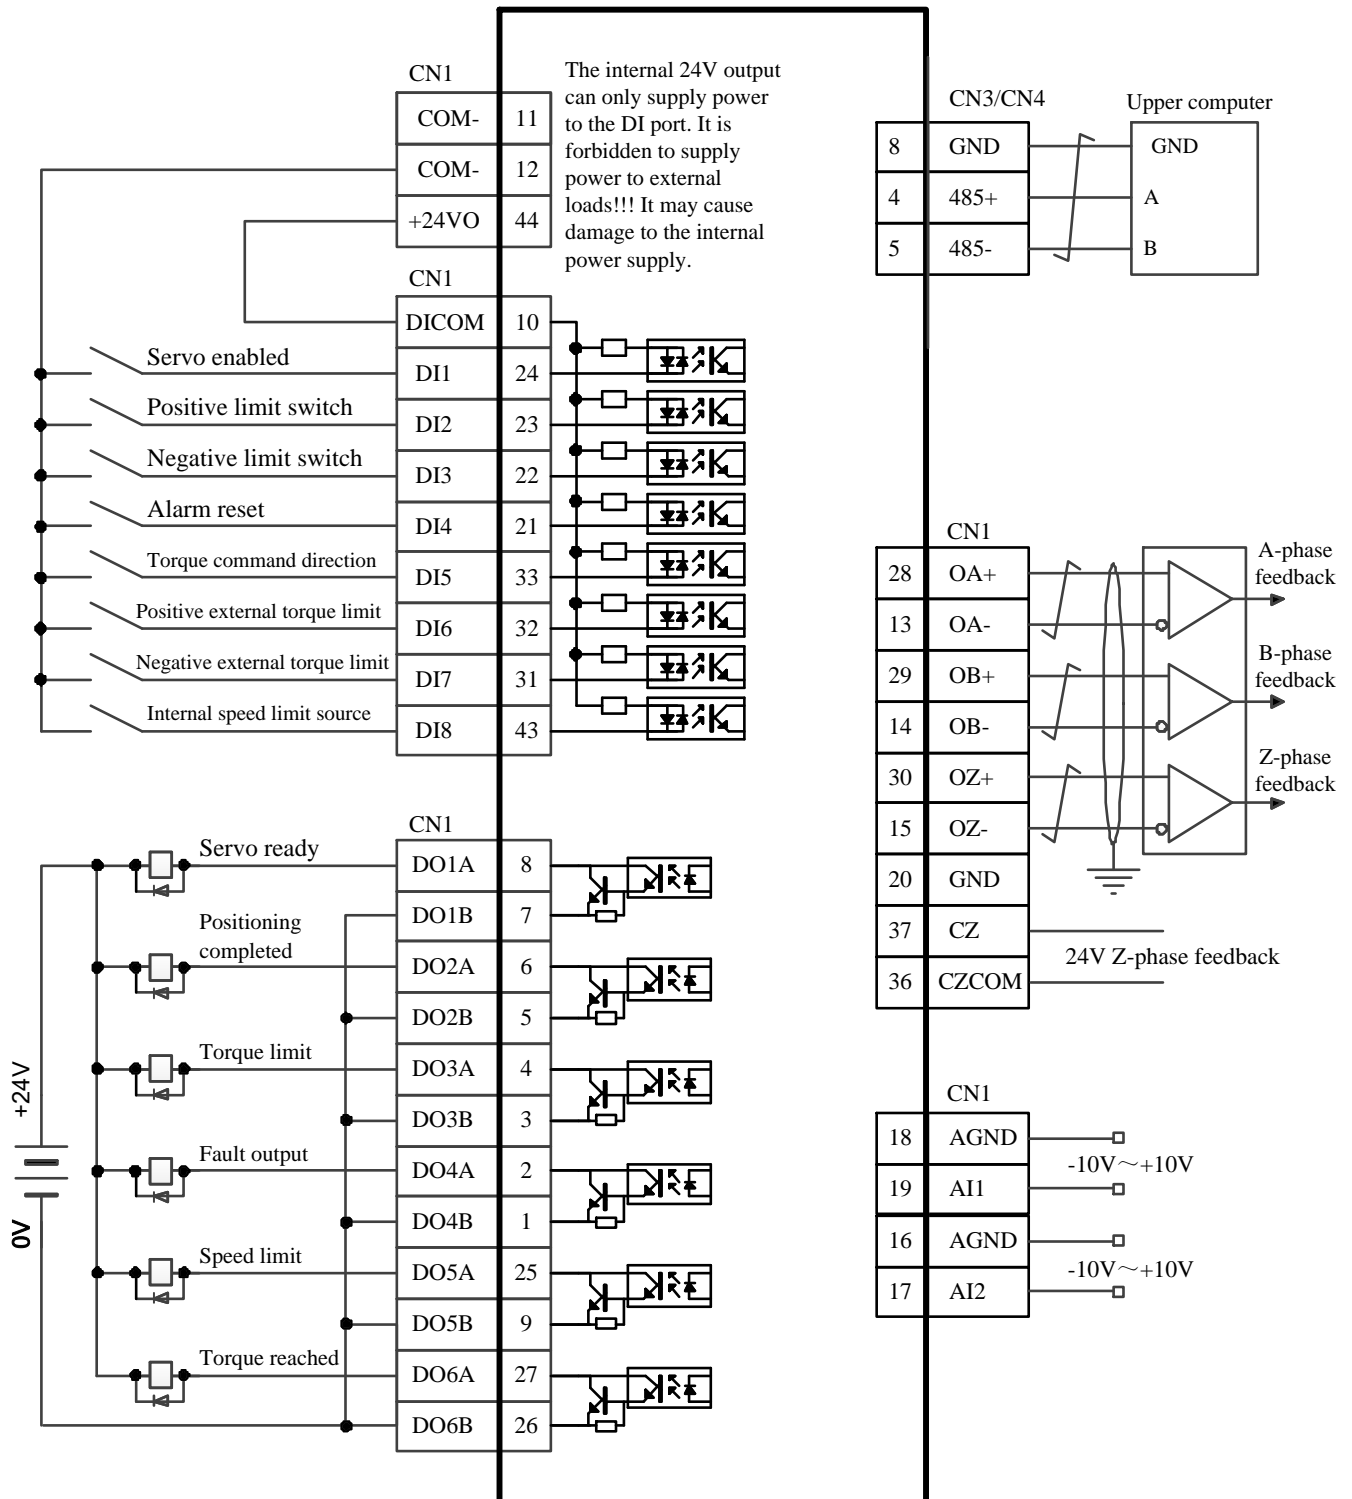 CN1
COM- 11
COM- 12
+24VO 44
The internal 24V output
can only supply power
to the DI port. It is
forbidden to supply
power to external
loads!!! It may cause
damage to the internal
power supply.
CN1
DICOM 10
Servo enabled DI1 24
Positive limit switch DI2 23
Negative limit switch DI3 22
Alarm reset DI4 21
Torque command direction DI5 33
Positive external torque limit DI6 32
Negative external torque limit DI7 31
Internal speed limit source DI8 43
CN1
Servo ready DO1A 8
DO1B 7
Positioning
completed DO2A 6
DO2B 5
Torque limit DO3A 4
DO3B 3
Fault output DO4A 2
DO4B 1
Speed limit DO5A 25
DO5B 9
Torque reached DO6A 27
DO6B 26
+24V
0V
CN3/CN4 Upper computer
8 GND GND
4 485+ A
5 485- B
CN1
28 OA+
13 OA-
29 OB+
14 OB-
30 OZ+
15 OZ-
20 GND
37 CZ
36 CZCOM
A-phase
feedback
B-phase
feedback
Z-phase
feedback
24V Z-phase feedback
CN1
18 AGND
19 AI1
-10V～+10V
16 AGND
17 AI2
-10V～+10V